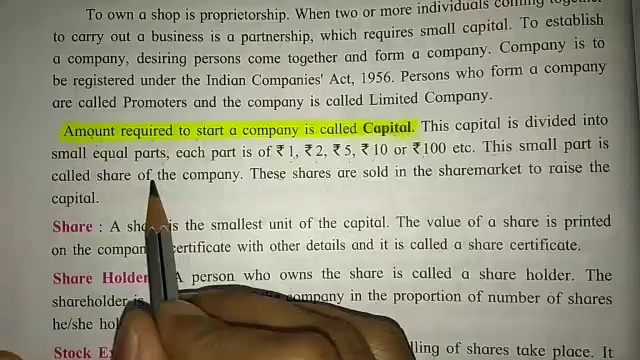 To own a shop is proprietorship. When two or more individuals coming together
to carry out a business is a partnership, which requires small capital. To establish
a company, desiring persons come together and form a company. Company is to
be registered under the Indian Companies' Act, 1956. Persons who form a company
are called Promoters and the company is called Limited Company.
Amount required to start a company is called Capital. This capital is divided into
small equal parts, each part is of ₹ 1, ₹ 2, ₹ 5, ₹ 10 or ₹ 100 etc. This small part is
called share of the company. These shares are sold in the sharemarket to raise the
capital.
Share : A is the smallest unit of the capital. The value of a share is printed
on the certificate with other details and it is called a share certificate.
Share Holder A person who owns the share is called a share holder. The
shareholder is company in the proportion of number of shares
he/she
Stock of shares take place. It